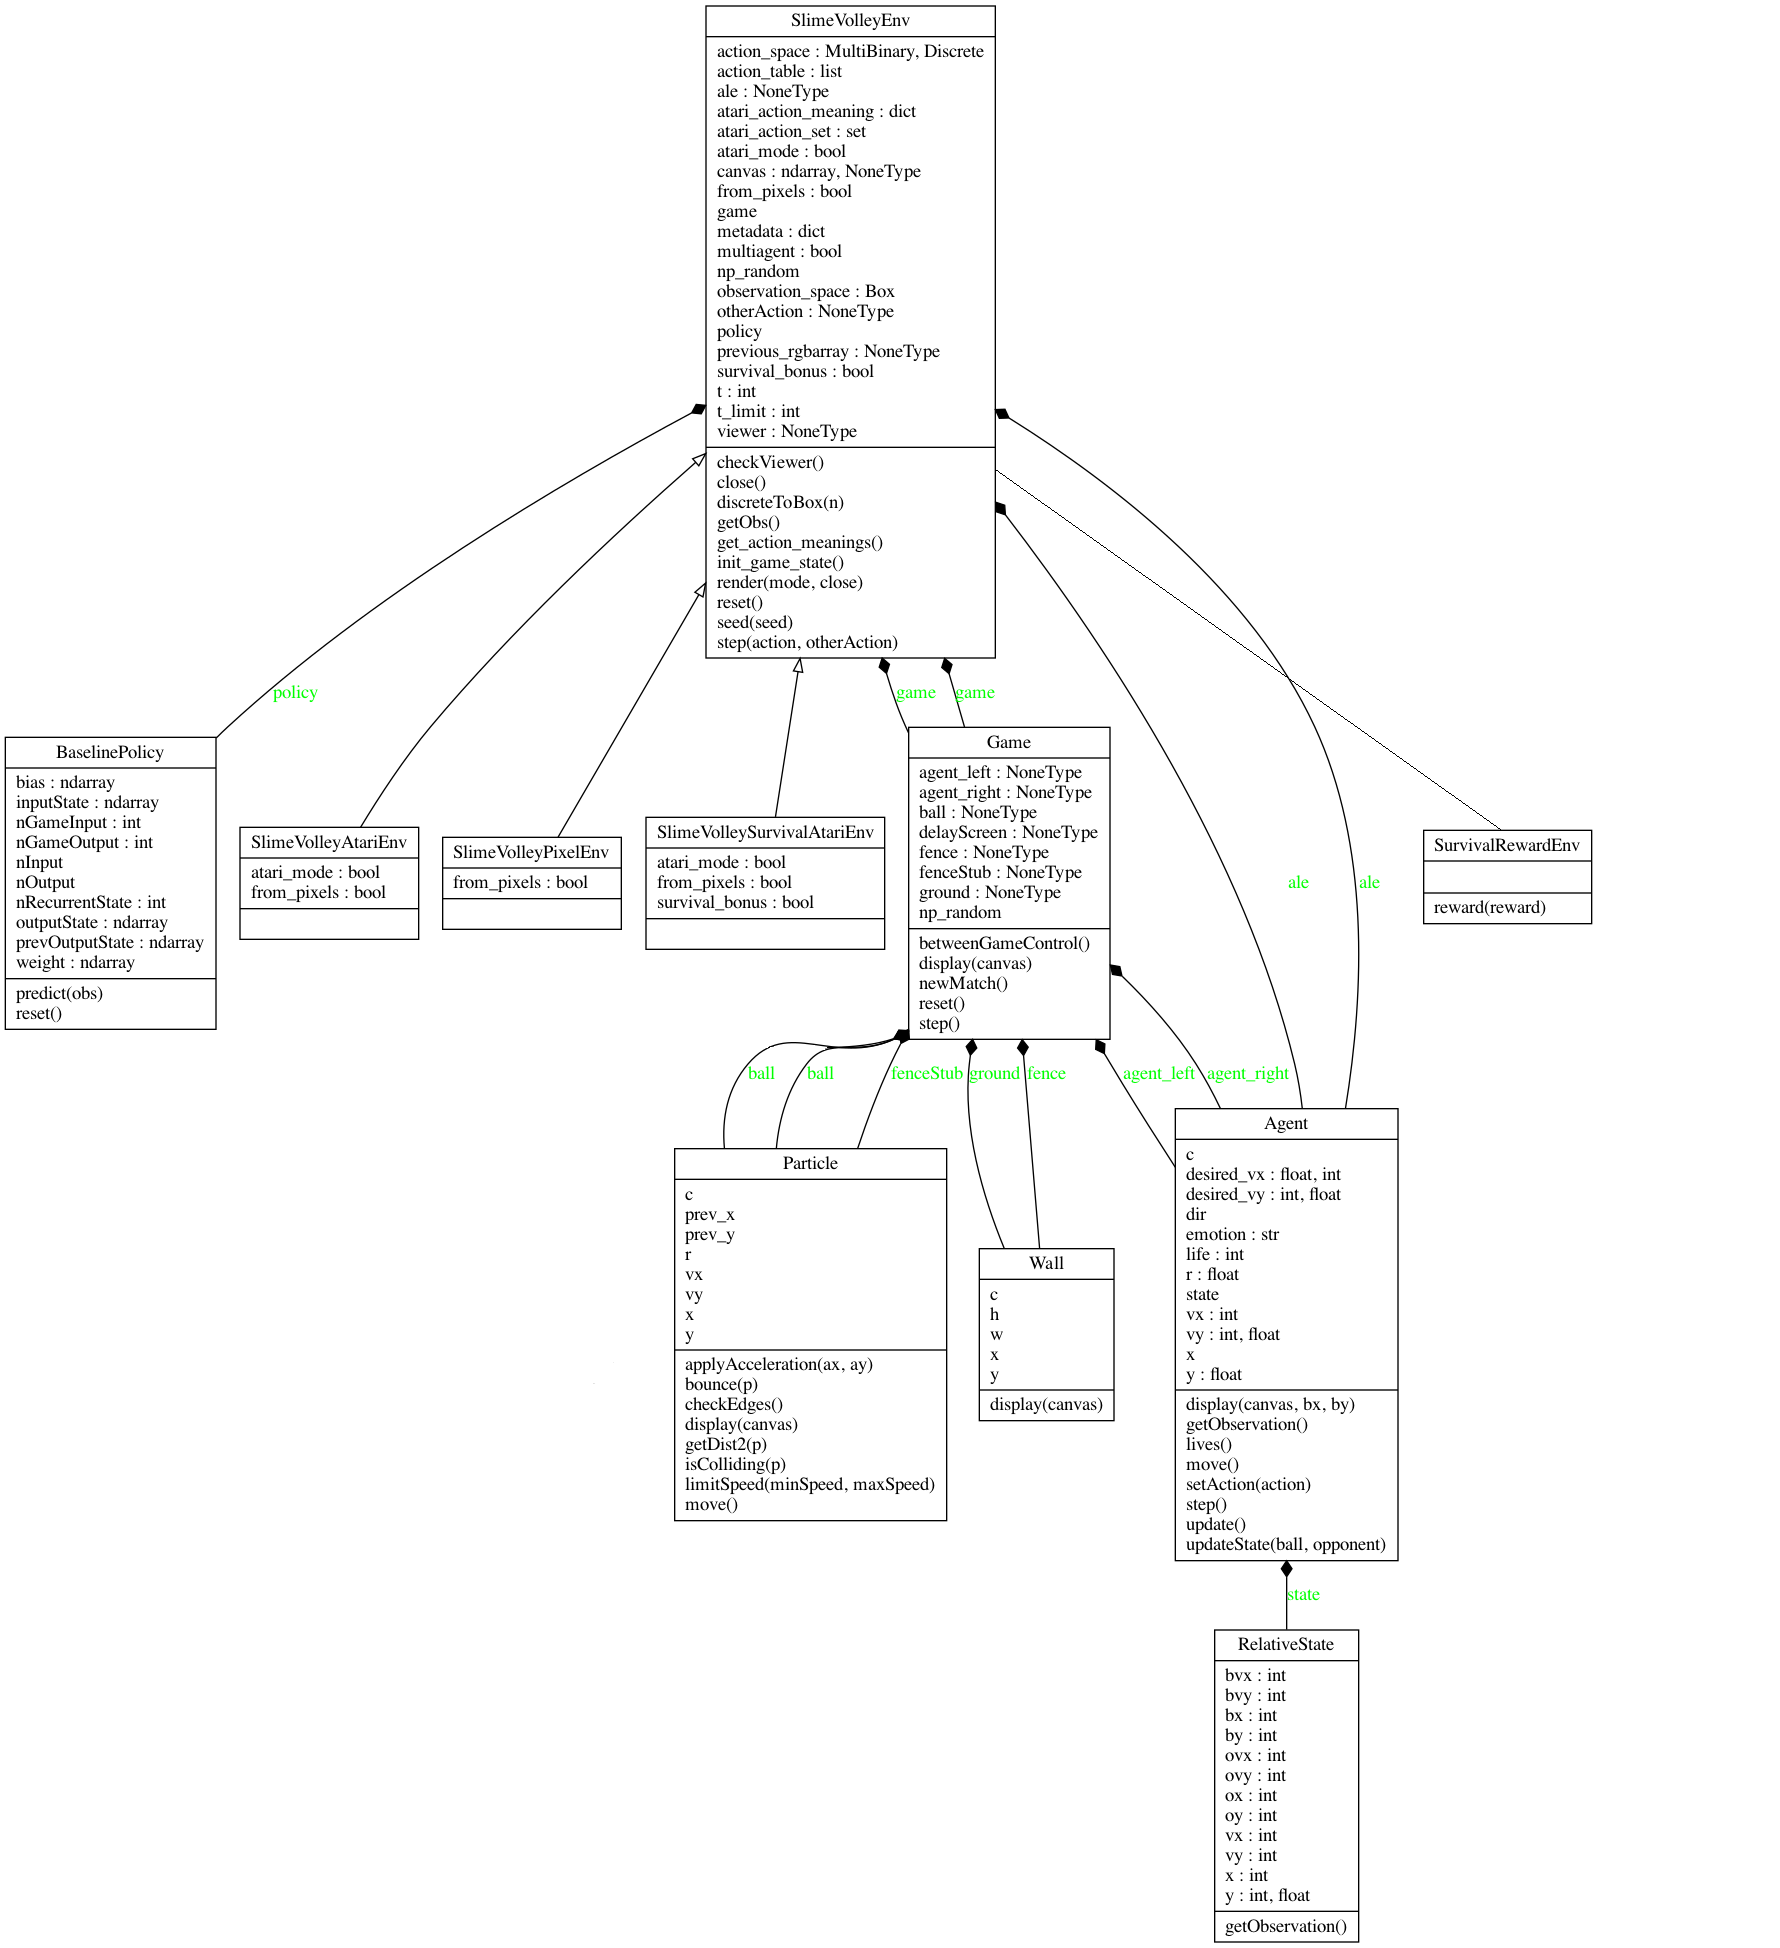 SlimeVolleyEnv
action_space : MultiBinary, Discrete
action_table : list
ale : NoneType
atari_action_meaning : dict
atari_action_set : set
atari_mode : bool
canvas : ndarray, NoneType
from_pixels : bool
game
metadata : dict
multiagent : bool
np_random
observation_space : Box
otherAction : NoneType
policy
previous_rgbarray : NoneType
survival_bonus : bool
t : int
t_limit : int
viewer : NoneType
checkViewer()
close()
discreteToBox(n)
getObs()
get_action_meanings()
init_game_state()
render(mode, close)
reset()
seed(seed)
step(action, otherAction)
policy
game
game
ale
ale
BaselinePolicy
bias : ndarray
inputState : ndarray
nGameInput : int
nGameOutput : int
nInput
nOutput
nRecurrentState : int
outputState : ndarray
prevOutputState : ndarray
weight : ndarray
predict(obs)
reset()
SlimeVolleyAtariEnv
atari_mode : bool
from_pixels : bool
SlimeVolleyPixelEnv
from_pixels : bool
SlimeVolleySurvivalAtariEnv
atari_mode : bool
from_pixels : bool
survival_bonus : bool
Game
agent_left : NoneType
agent_right : NoneType
ball : NoneType
delayScreen : NoneType
fence : NoneType
fenceStub : NoneType
ground : NoneType
np_random
betweenGameControl()
display(canvas)
newMatch()
reset()
step()
SurvivalRewardEnv
reward(reward)
ball
ball
fenceStub
ground
fence
agent_left
agent_right
Particle
c
prev_x
prev_y
r
vx
vy
x
y
applyAcceleration(ax, ay)
bounce(p)
checkEdges()
display(canvas)
getDist2(p)
isColliding(p)
limitSpeed(minSpeed, maxSpeed)
move()
Wall
c
h
w
x
y
display(canvas)
Agent
c
desired_vx : float, int
desired_vy : int, float
dir
emotion : str
life : int
r : float
state
vx : int
vy : int, float
x
y : float
display(canvas, bx, by)
getObservation()
lives()
move()
setAction(action)
step()
update()
updateState(ball, opponent)
state
RelativeState
bvx : int
bvy : int
bx : int
by : int
ovx : int
ovy : int
ox : int
oy : int
vx : int
vy : int
x : int
y : int, float
getObservation()